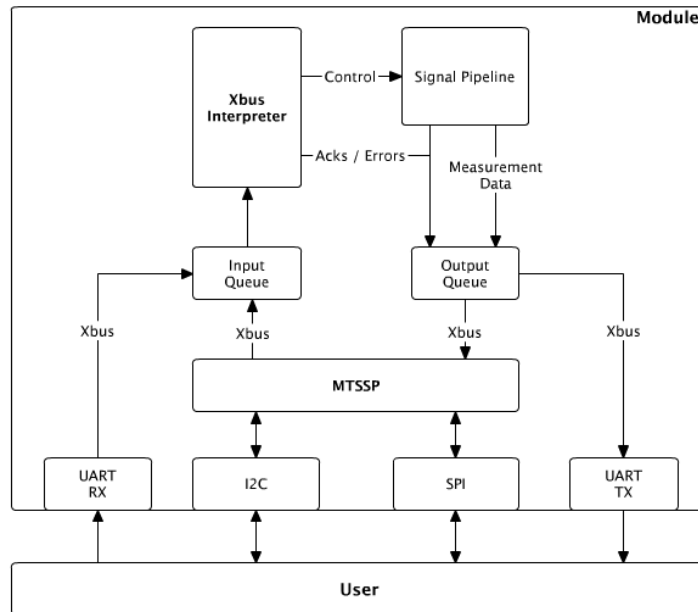 Module
Xbus
Interpreter
Control
Signal Pipeline
Acks / Errors
Measurement
Data
Input
Queue
Output
Queue
Xbus
Xbus
Xbus
Xbus
MTSSP
UART
RX
I2C
SPI
UART
TX
User